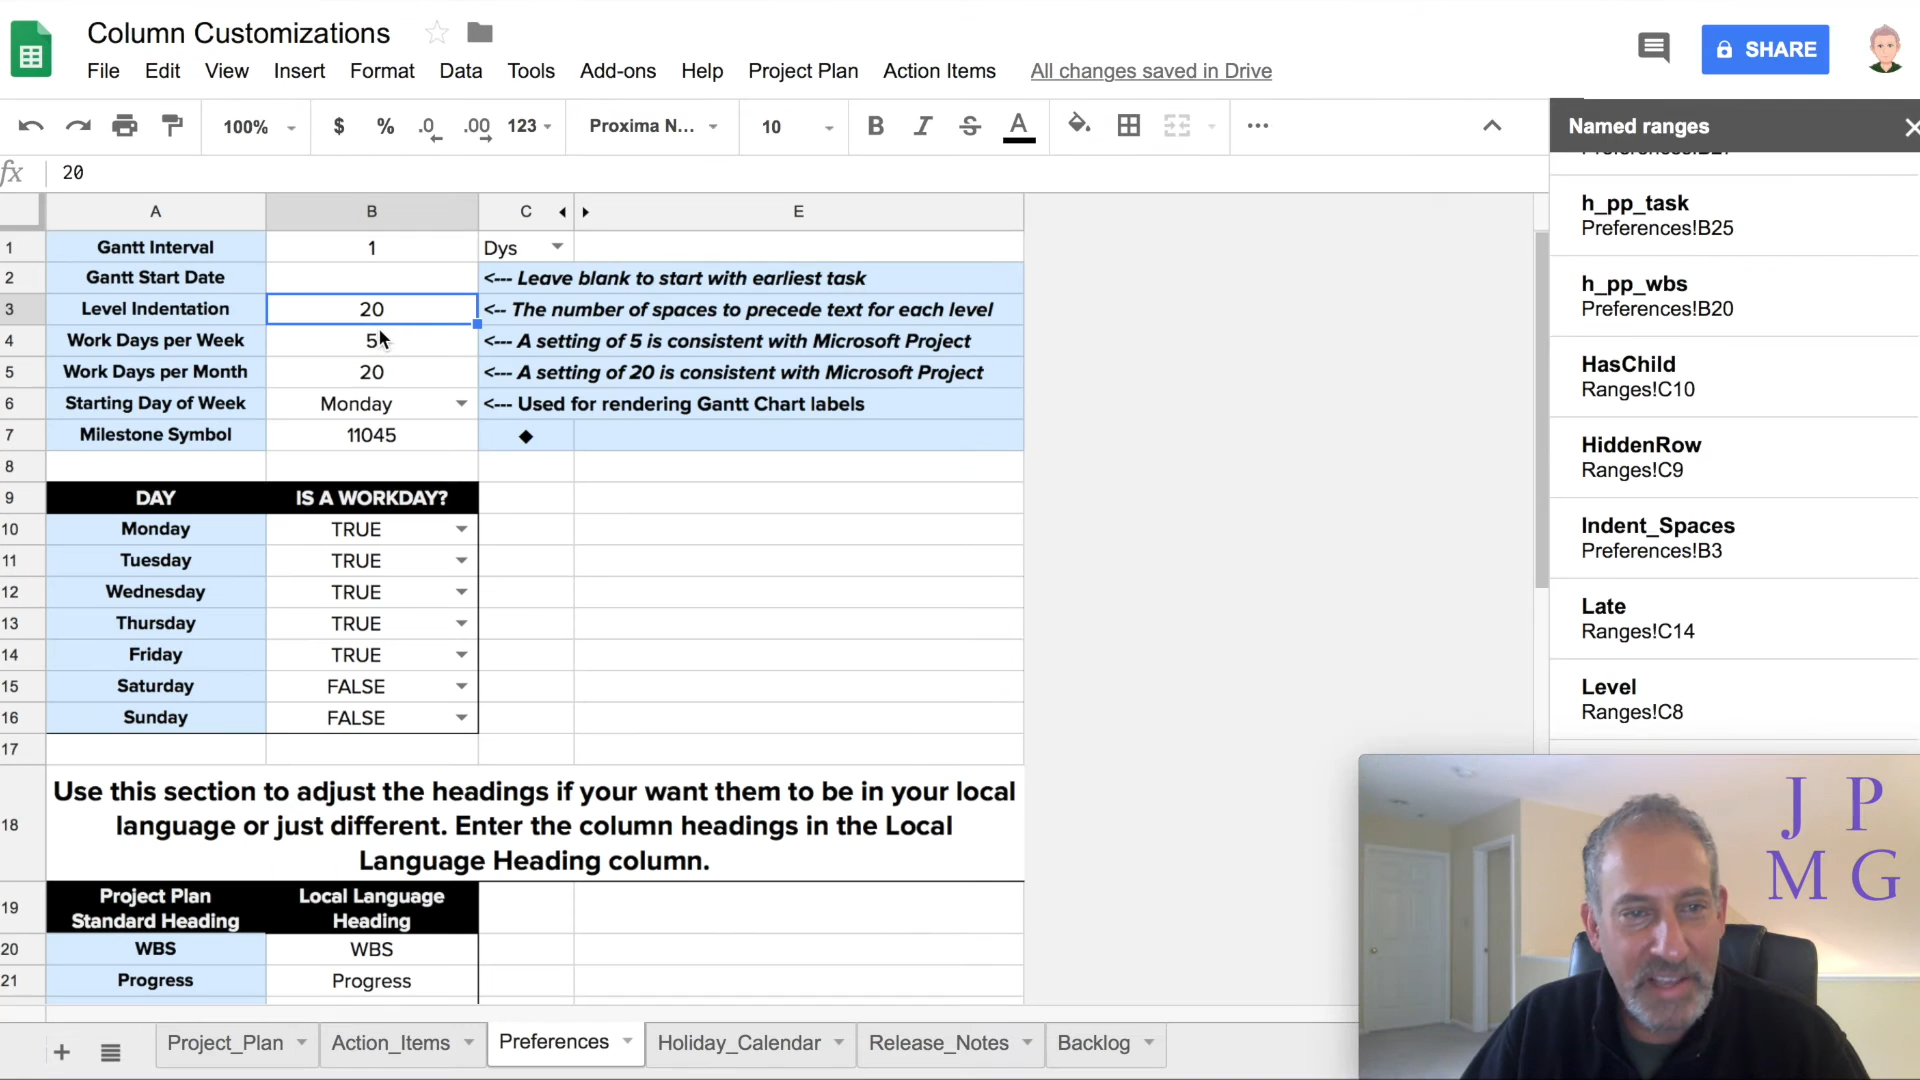 Column Customizations
File Edit View Insert Format Data Tools Add-ons Help Project Plan Action Items All changes saved in Drive
SHARE
100% $ % .0 .00 123 Proxima N... 10 B I S A ...
Named ranges
fx 20
A B C E
1 Gantt Interval 1 Dys
2 Gantt Start Date <--- Leave blank to start with earliest task
3 Level Indentation 20 <-- The number of spaces to precede text for each level
4 Work Days per Week 5 <--- A setting of 5 is consistent with Microsoft Project
5 Work Days per Month 20 <--- A setting of 20 is consistent with Microsoft Project
6 Starting Day of Week Monday <--- Used for rendering Gantt Chart labels
7 Milestone Symbol 11045 ◆
8
9 DAY IS A WORKDAY?
10 Monday TRUE
11 Tuesday TRUE
12 Wednesday TRUE
13 Thursday TRUE
14 Friday TRUE
15 Saturday FALSE
16 Sunday FALSE
17
Use this section to adjust the headings if your want them to be in your local
18 language or just different. Enter the column headings in the Local
Language Heading column.
Project Plan Local Language
19
Standard Heading Heading
20 WBS WBS
21 Progress Progress
h_pp_task
Preferences!B25
h_pp_wbs
Preferences!B20
HasChild
Ranges!C10
HiddenRow
Ranges!C9
Indent_Spaces
Preferences!B3
Late
Ranges!C14
Level
Ranges!C8
J P
M G
Project_Plan Action_Items Preferences Holiday_Calendar Release_Notes Backlog